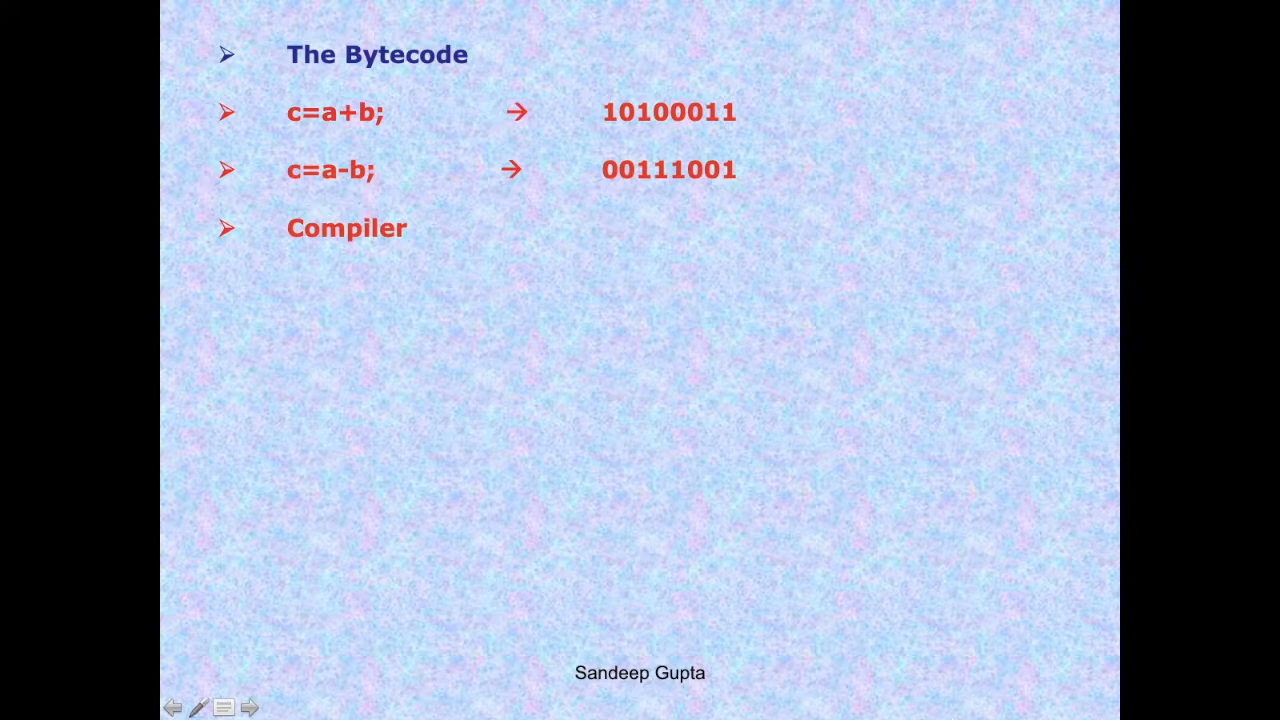 ➢ The Bytecode
➢ c=a+b; → 10100011
➢ c=a-b; → 00111001
➢ Compiler
Sandeep Gupta